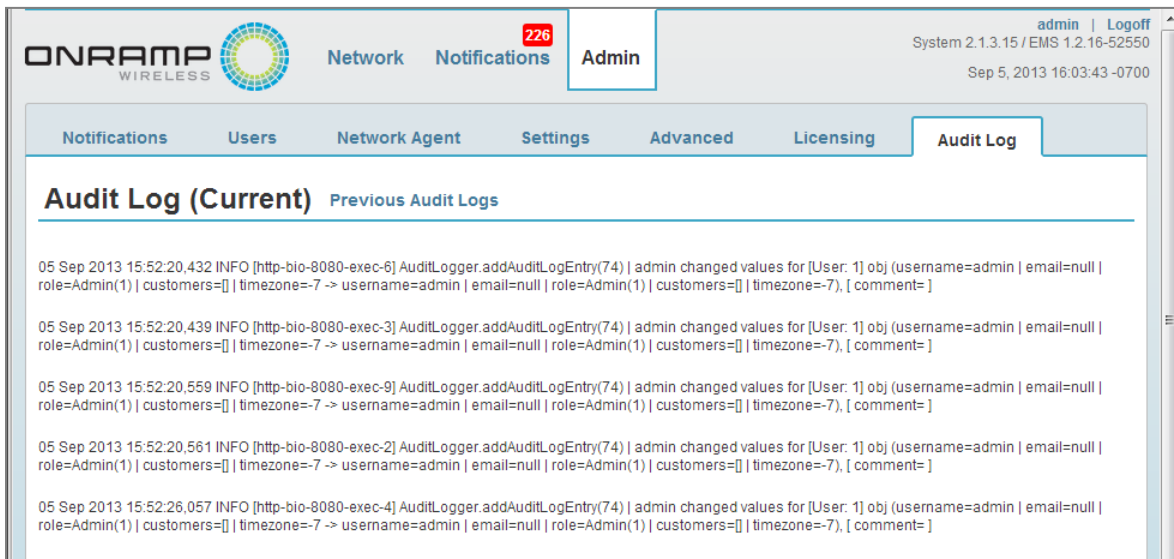 admin | Logoff
ONRAMP
WIRELESS
226
Network Notifications Admin
System 2.1.3.15 / EMS 1.2.16-52550
Sep 5, 2013 16:03:43 -0700
Notifications Users Network Agent Settings Advanced Licensing Audit Log
Audit Log (Current) Previous Audit Logs
05 Sep 2013 15:52:20,432 INFO [http-bio-8080-exec-6] AuditLogger.addAuditLogEntry(74) | admin changed values for [User: 1] obj (username=admin | email=null |
role=Admin(1) | customers=[] | timezone=-7 -> username=admin | email=null | role=Admin(1) | customers=[] | timezone=-7), [ comment= ]
05 Sep 2013 15:52:20,439 INFO [http-bio-8080-exec-3] AuditLogger.addAuditLogEntry(74) | admin changed values for [User: 1] obj (username=admin | email=null |
role=Admin(1) | customers=[] | timezone=-7 -> username=admin | email=null | role=Admin(1) | customers=[] | timezone=-7), [ comment= ]
05 Sep 2013 15:52:20,559 INFO [http-bio-8080-exec-9] AuditLogger.addAuditLogEntry(74) | admin changed values for [User: 1] obj (username=admin | email=null |
role=Admin(1) | customers=[] | timezone=-7 -> username=admin | email=null | role=Admin(1) | customers=[] | timezone=-7), [ comment= ]
05 Sep 2013 15:52:20,561 INFO [http-bio-8080-exec-2] AuditLogger.addAuditLogEntry(74) | admin changed values for [User: 1] obj (username=admin | email=null |
role=Admin(1) | customers=[] | timezone=-7 -> username=admin | email=null | role=Admin(1) | customers=[] | timezone=-7), [ comment= ]
05 Sep 2013 15:52:26,057 INFO [http-bio-8080-exec-4] AuditLogger.addAuditLogEntry(74) | admin changed values for [User: 1] obj (username=admin | email=null |
role=Admin(1) | customers=[] | timezone=-7 -> username=admin | email=null | role=Admin(1) | customers=[] | timezone=-7), [ comment= ]